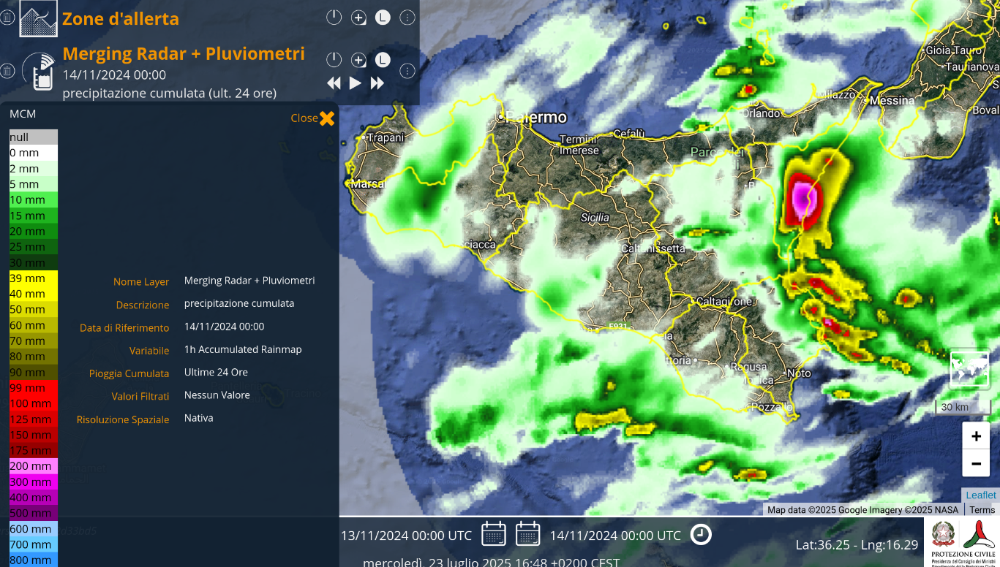 Zone d'allerta
L
Merging Radar + Pluviometri
L
14/11/2024 00:00
precipitazione cumulata (ult. 24 ore)
MCM
Close
null
0 mm
2 mm
5 mm
10 mm
15 mm
20 mm
25 mm
30 mm
39 mm
40 mm
50 mm
60 mm
70 mm
80 mm
90 mm
99 mm
100 mm
125 mm
150 mm
175 mm
200 mm
300 mm
400 mm
500 mm
600 mm
700 mm
800 mm
Nome Layer Merging Radar + Pluviometri
Descrizione precipitazione cumulata
Data di Riferimento 14/11/2024 00:00
Variabile 1h Accumulated Rainmap
Pioggia Cumulata Ultime 24 Ore
Valori Filtrati Nessun Valore
Risoluzione Spaziale Nativa
Gioia Tauro
Taurianova
Milazzo
Messina
Boval
Orlando
Palermo
Trapani
Termini
Imerese
Cefalù
Parco dei
Marsal
Sicilia
Sciacca
Caltanissetta
Caltagirone
E931
Ragusa
Noto
Pozzallo
30 km
+
−
Leaflet
Map data ©2025 Google Imagery ©2025 NASA
Terms
13/11/2024 00:00 UTC
14/11/2024 00:00 UTC
Lat:36.25 - Lng:16.29
mercoledì, 23 luglio 2025 16:48 +0200 CEST
PROTEZIONE CIVILE
Presidenza del Consiglio dei Ministri